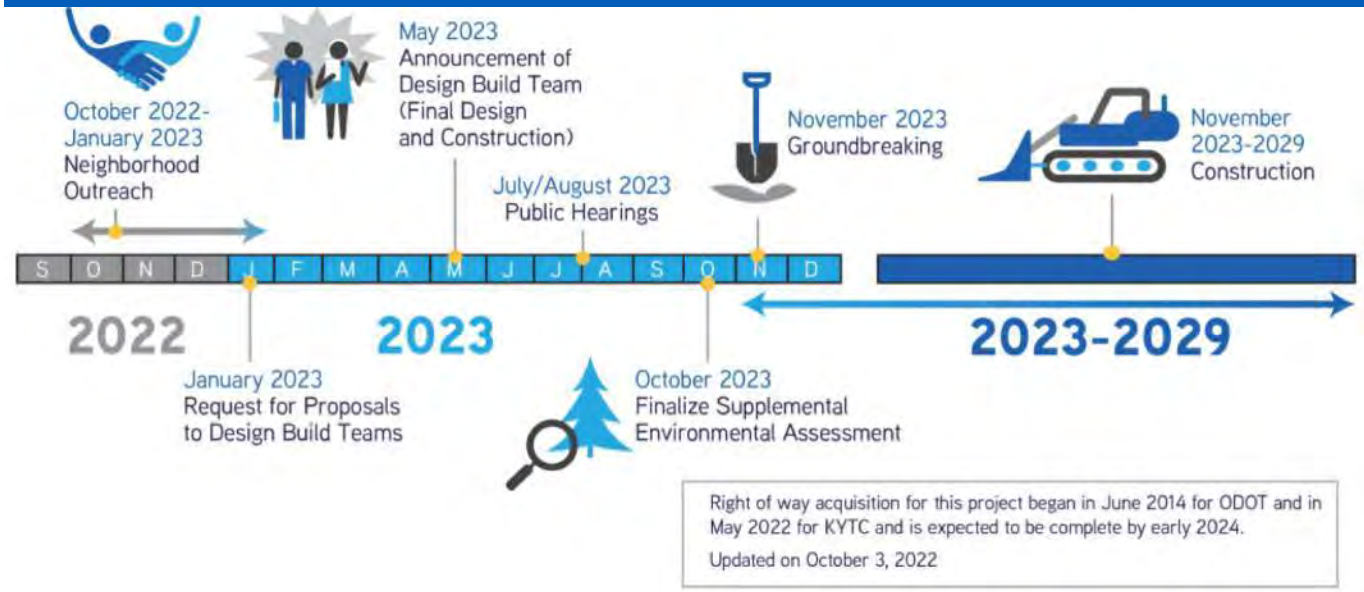 October 2022-
January 2023
Neighborhood
Outreach
May 2023
Announcement of
Design Build Team
(Final Design
and Construction)
July/August 2023
Public Hearings
November 2023
Groundbreaking
November
2023-2029
Construction
S O N D J F M A M J J A S O N D
2022
2023
2023-2029
January 2023
Request for Proposals
to Design Build Teams
October 2023
Finalize Supplemental
Environmental Assessment
Right of way acquisition for this project began in June 2014 for ODOT and in
May 2022 for KYTC and is expected to be complete by early 2024.
Updated on October 3, 2022